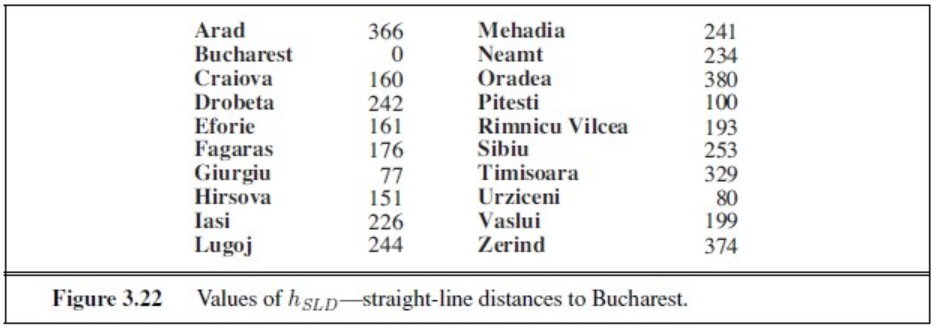 Arad 366 Mehadia 241
Bucharest 0 Neamt 234
Craiova 160 Oradea 380
Drobeta 242 Pitesti 100
Eforie 161 Rimnicu Vilcea 193
Fagaras 176 Sibiu 253
Giurgiu 77 Timisoara 329
Hirsova 151 Urziceni 80
Iasi 226 Vaslui 199
Lugoj 244 Zerind 374
Figure 3.22 Values of hSLD—straight-line distances to Bucharest.